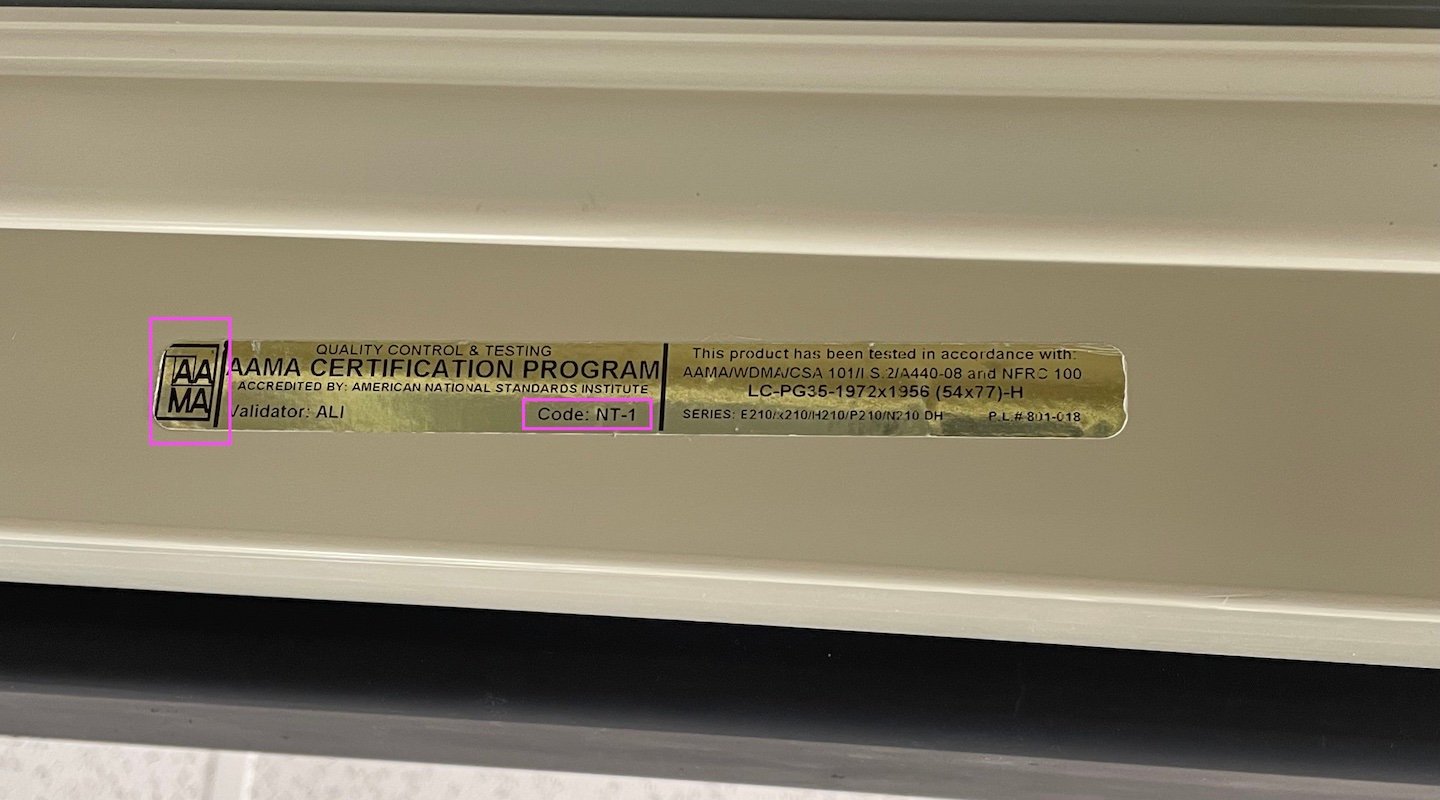 AA
MA
QUALITY CONTROL & TESTING
AAMA CERTIFICATION PROGRAM
ACCREDITED BY: AMERICAN NATIONAL STANDARDS INSTITUTE
Validator: ALI Code: NT-1
This product has been tested in accordance with:
AAMA/WDMA/CSA 101/I.S.2/A440-08 and NFRC 100
LC-PG35-1972x1956 (54x77)-H
SERIES: E210/x210/H210/P210/N210 DH P.L.# 801-018